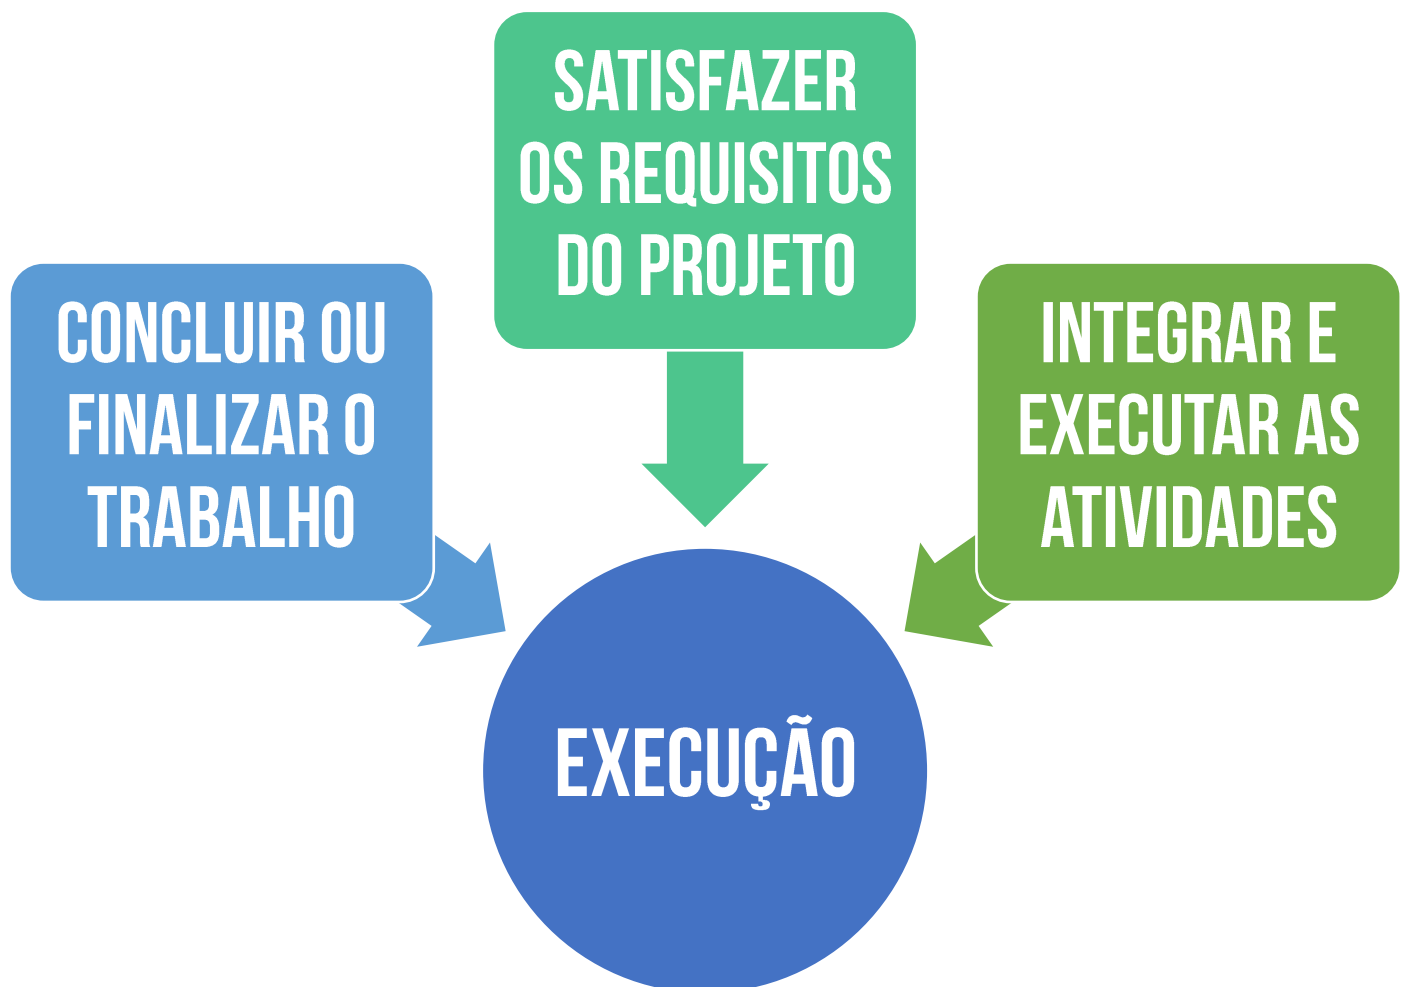 SATISFAZER
OS REQUISITOS
DO PROJETO
CONCLUIR OU
FINALIZAR O
TRABALHO
INTEGRAR E
EXECUTAR AS
ATIVIDADES
EXECUÇÃO